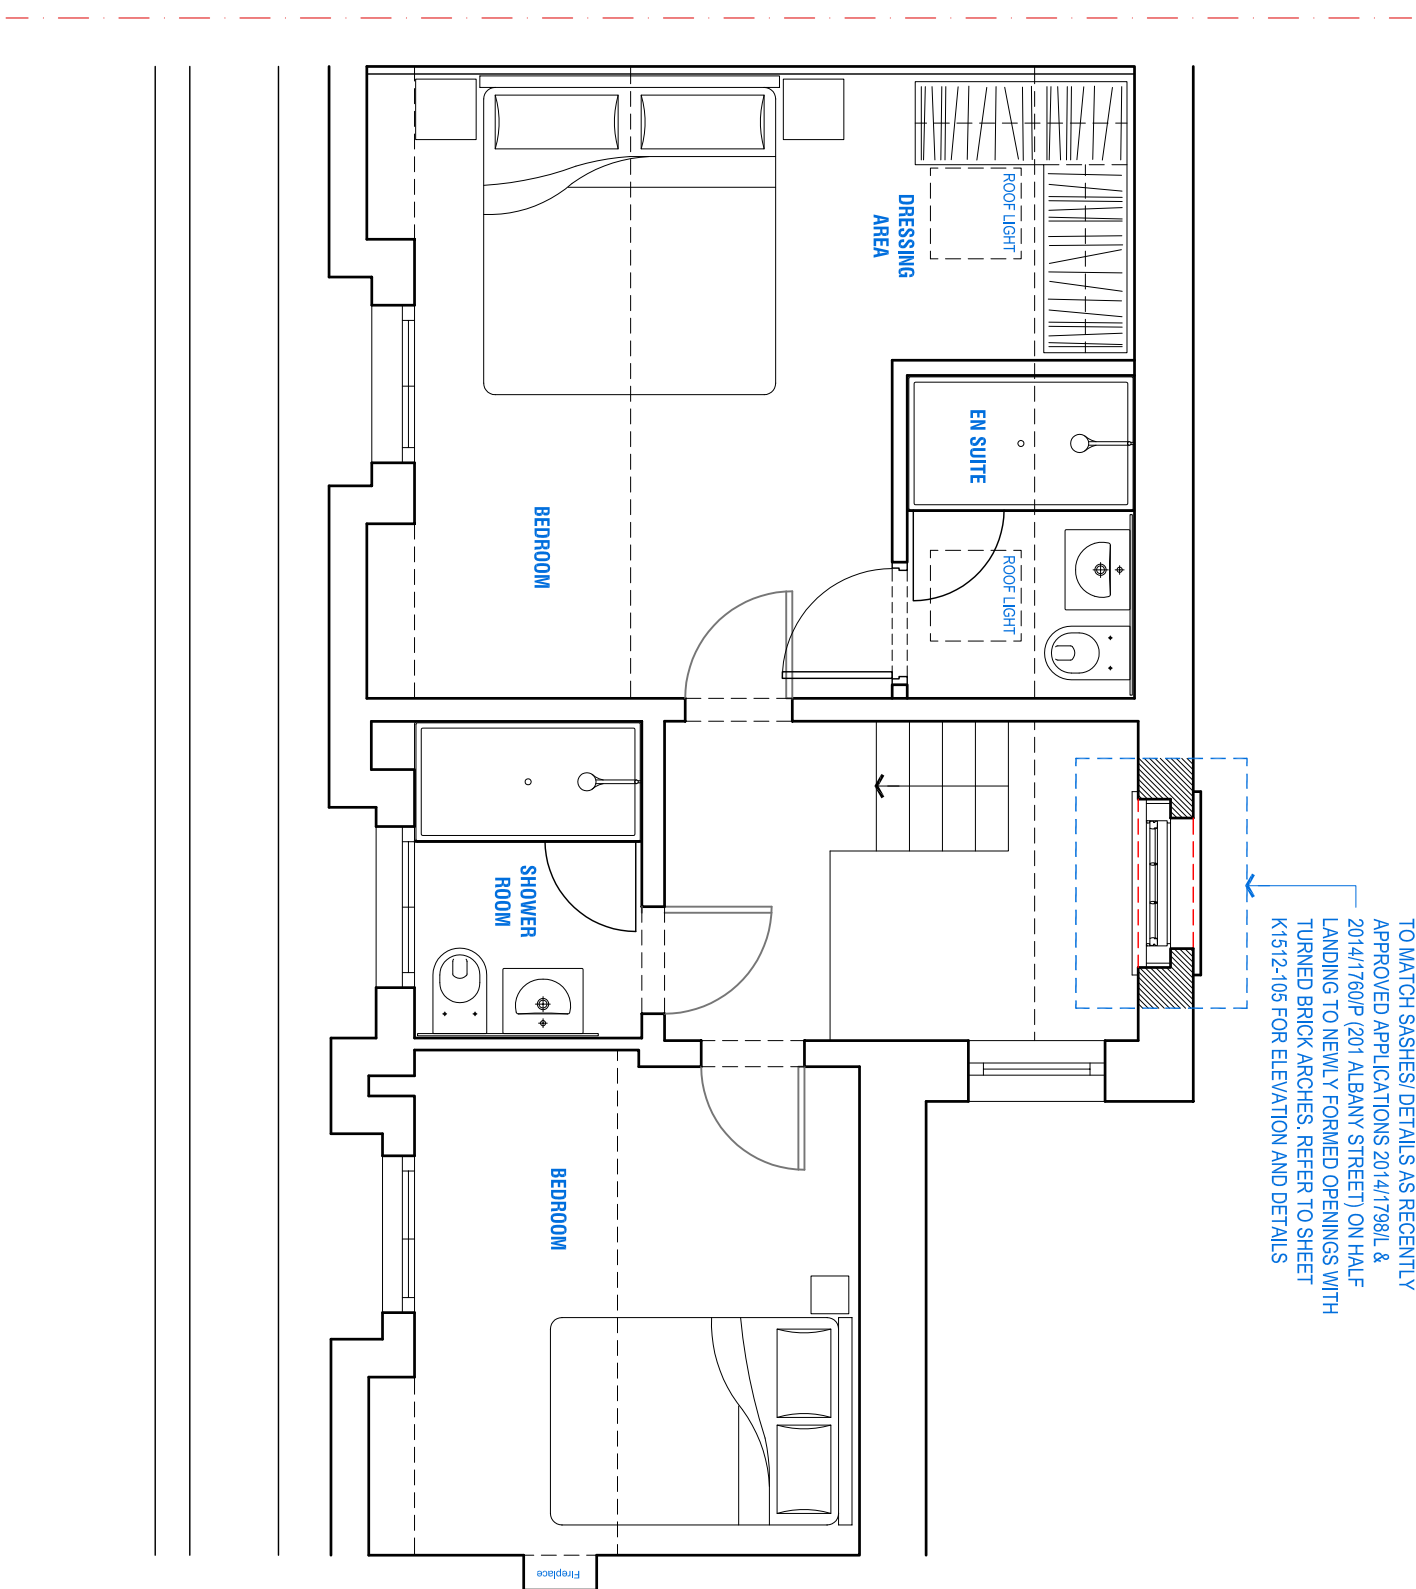 TO MATCH SASHES/ DETAILS AS RECENTLY
APPROVED APPLICATIONS 2014/1798/L &
2014/1760/P (201 ALBANY STREET) ON HALF
LANDING TO NEWLY FORMED OPENINGS WITH
TURNED BRICK ARCHES. REFER TO SHEET
K1512-105 FOR ELEVATION AND DETAILS
ROOF LIGHT
DRESSING
AREA
EN SUITE
ROOF LIGHT
BEDROOM
SHOWER
ROOM
BEDROOM
Fireplace